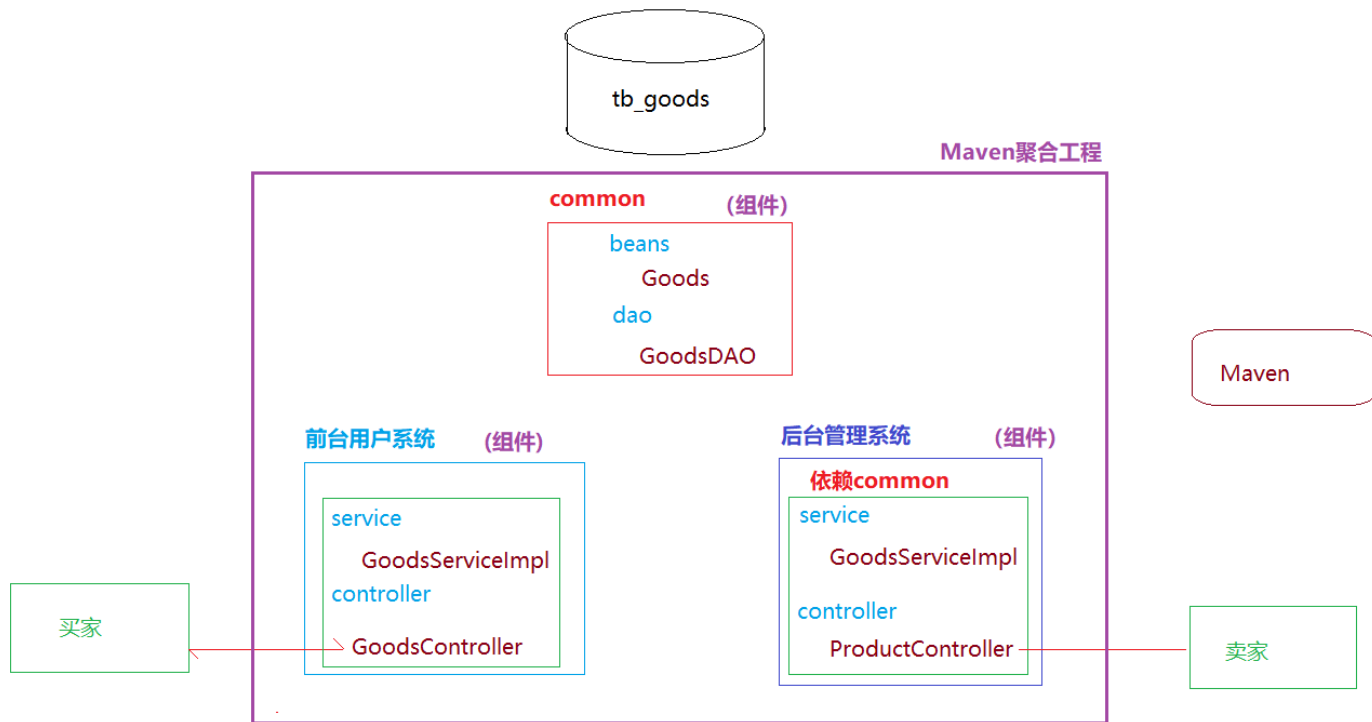 tb_goods
Maven聚合工程
common (组件)
beans
Goods
dao
GoodsDAO
Maven
前台用户系统 (组件)
service
GoodsServiceImpl
controller
GoodsController
后台管理系统 (组件)
依赖common
service
GoodsServiceImpl
controller
ProductController
买家
卖家